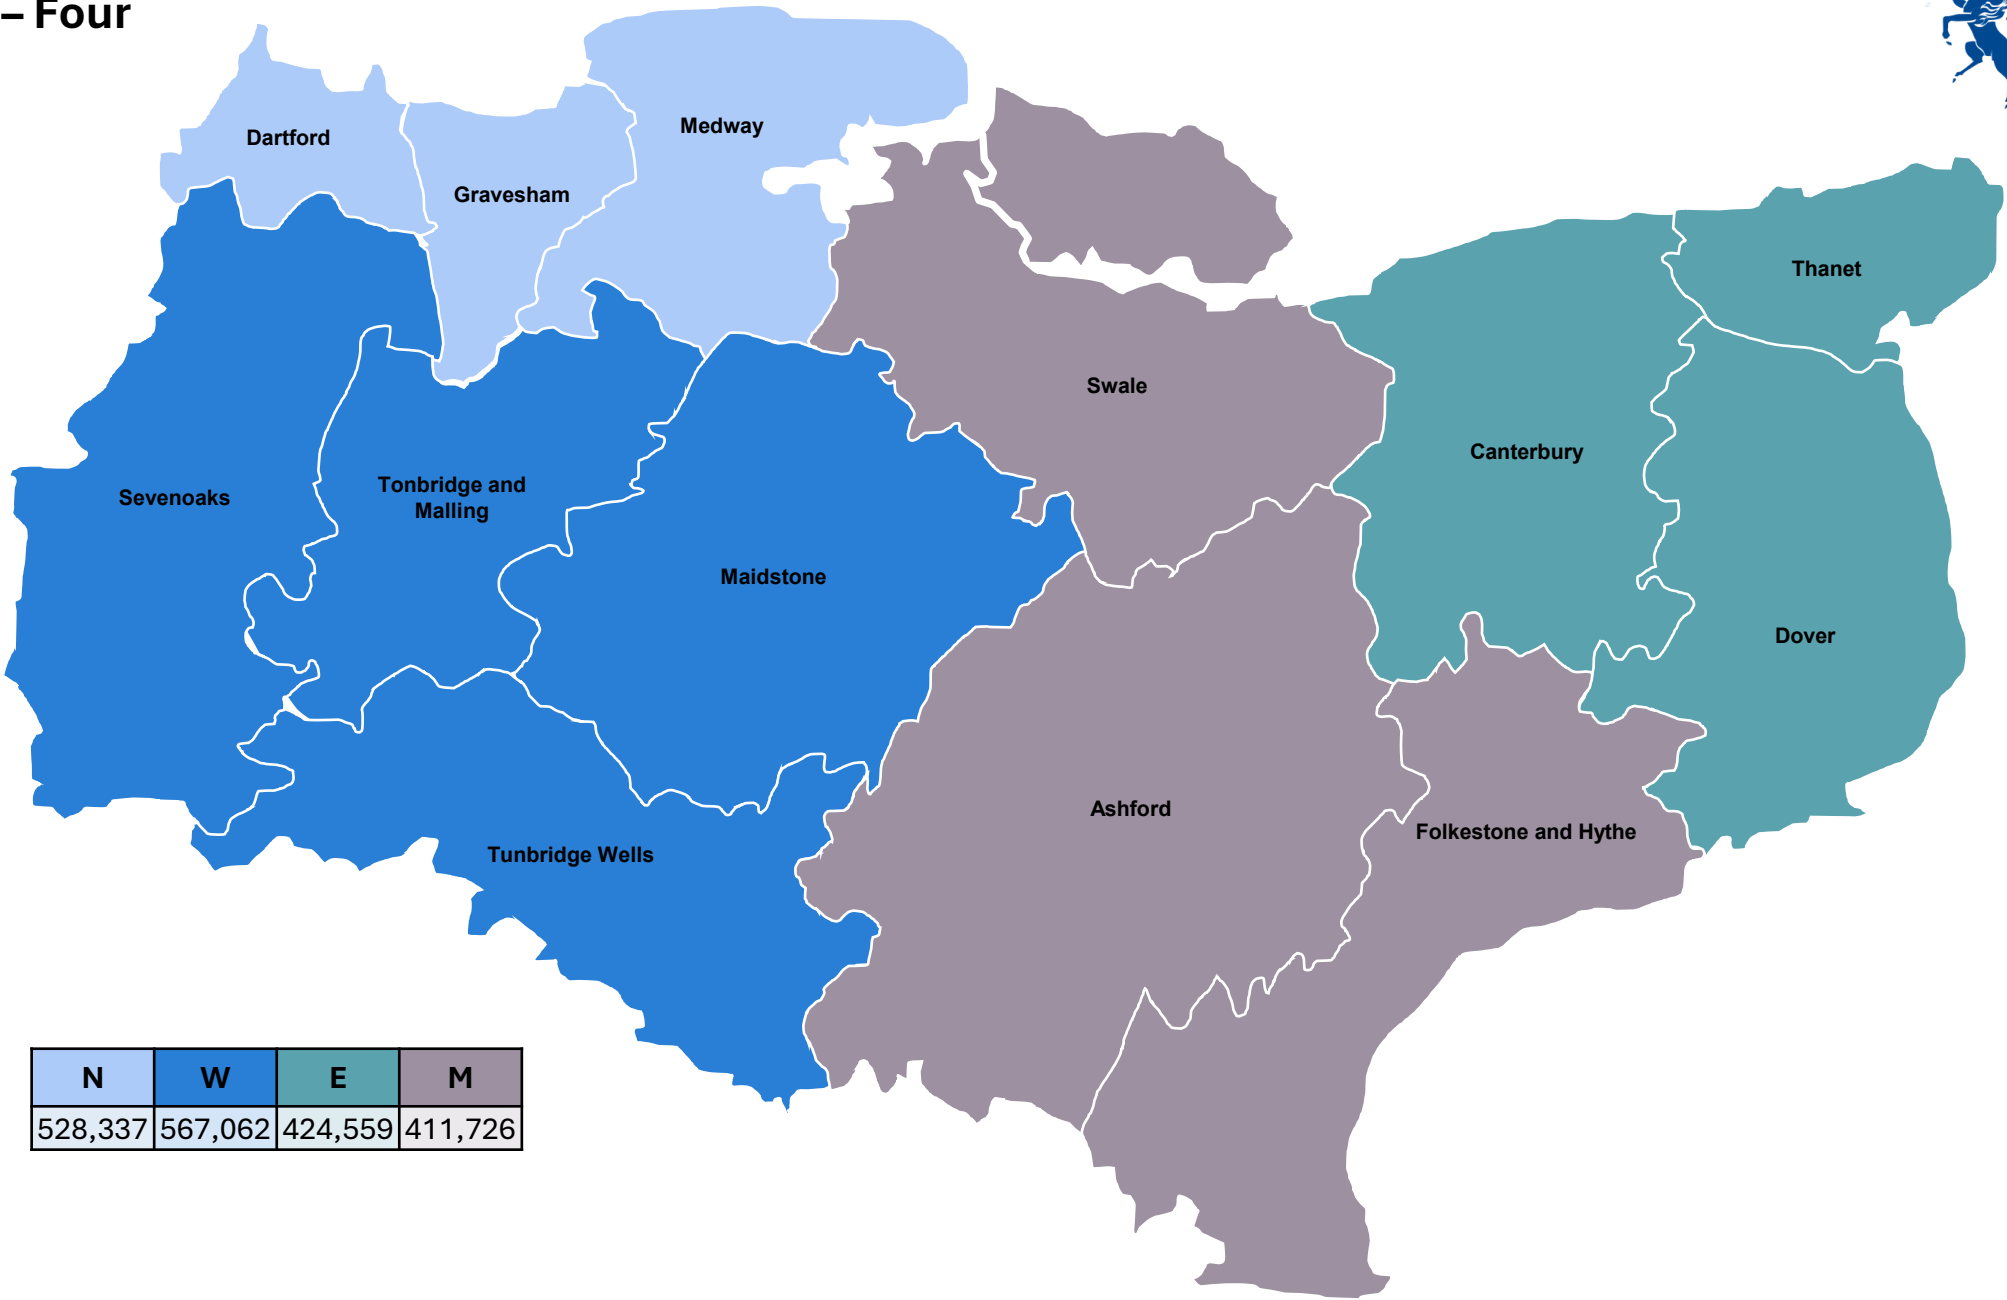 – Four
Dartford
Medway
Gravesham
Thanet
Swale
Canterbury
Sevenoaks
Tonbridge and
Malling
Maidstone
Dover
Ashford
Folkestone and Hythe
Tunbridge Wells
N W E M
528,337 567,062 424,559 411,726